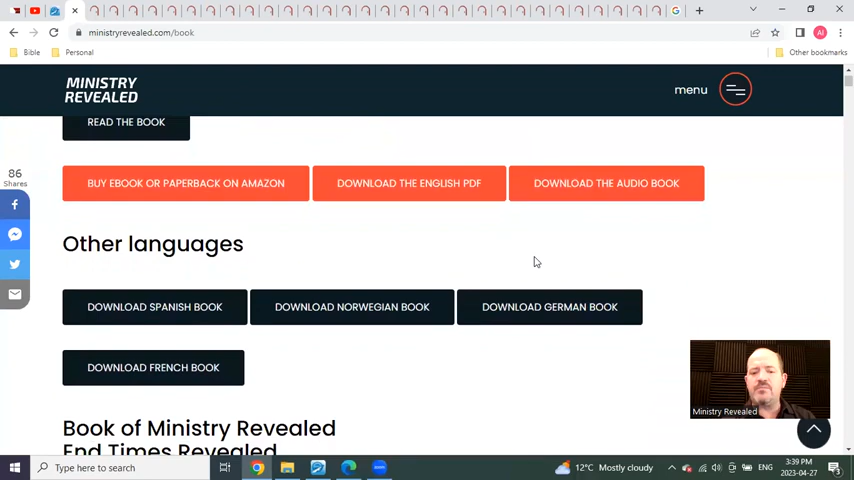 ministryrevealed.com/book
AI
Bible
Personal
Other bookmarks
MINISTRY
REVEALED
menu
READ THE BOOK
86
Shares
BUY EBOOK OR PAPERBACK ON AMAZON
DOWNLOAD THE ENGLISH PDF
DOWNLOAD THE AUDIO BOOK
Other languages
DOWNLOAD SPANISH BOOK
DOWNLOAD NORWEGIAN BOOK
DOWNLOAD GERMAN BOOK
DOWNLOAD FRENCH BOOK
Ministry Revealed
Book of Ministry Revealed
End Times Revealed
Type here to search
12°C Mostly cloudy
ENG
3:39 PM
2023-04-27
3